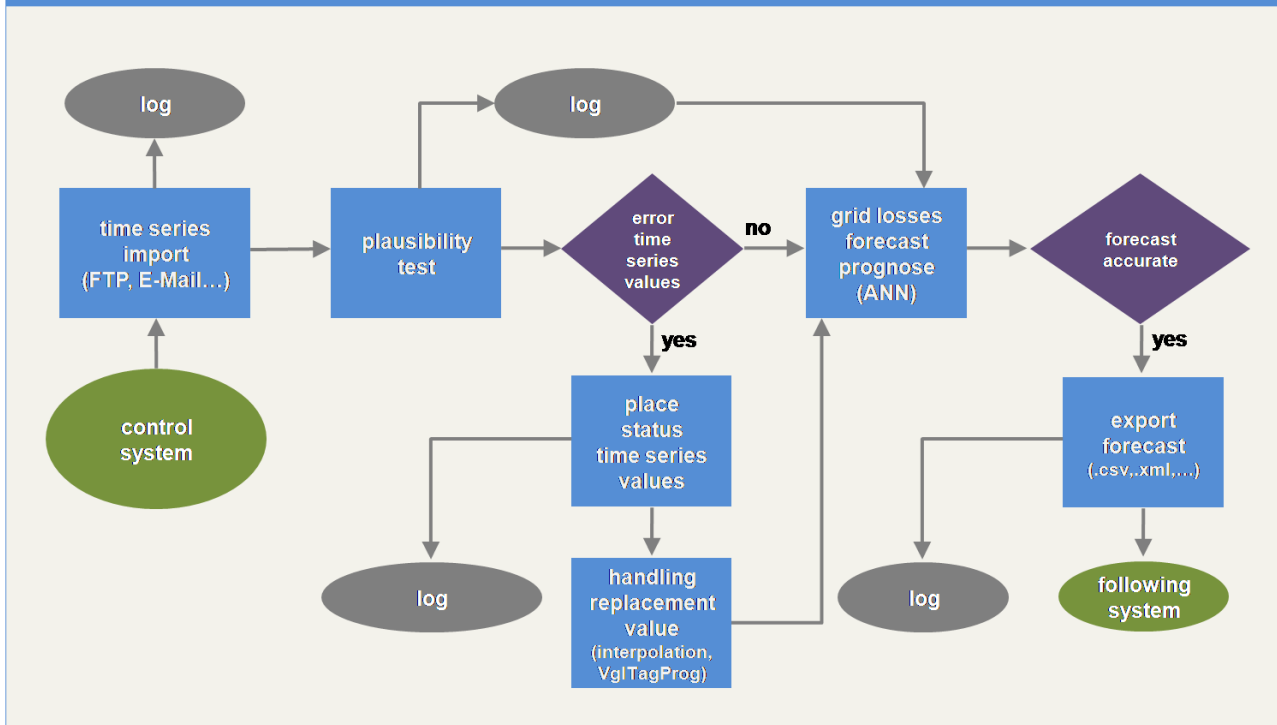 log
log
time series
import
(FTP, E-Mail...)
plausibility
test
error
time
series
values
no
grid losses
forecast
prognose
(ANN)
forecast
accurate
yes
yes
control
system
place
status
time series
values
export
forecast
(.csv,.xml,...)
log
handling
replacement
value
(interpolation,
VglTagProg)
log
following
system